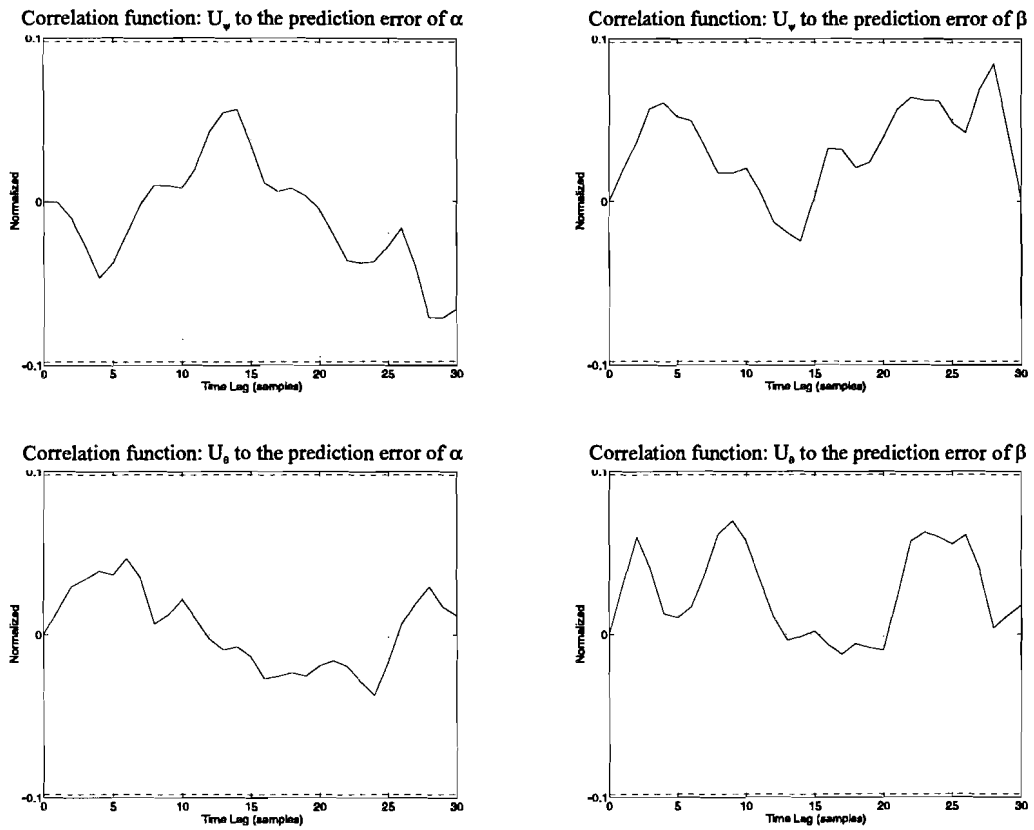 Correlation function: U_ψ to the prediction error of α
0.1
0
-0.1
Normalized
0 5 10 15 20 25 30
Time Lag (samples)
Correlation function: U_ψ to the prediction error of β
0.1
0
-0.1
Normalized
0 5 10 15 20 25 30
Time Lag (samples)
Correlation function: U_θ to the prediction error of α
0.1
0
-0.1
Normalized
0 5 10 15 20 25 30
Time Lag (samples)
Correlation function: U_θ to the prediction error of β
0.1
0
-0.1
Normalized
0 5 10 15 20 25 30
Time Lag (samples)